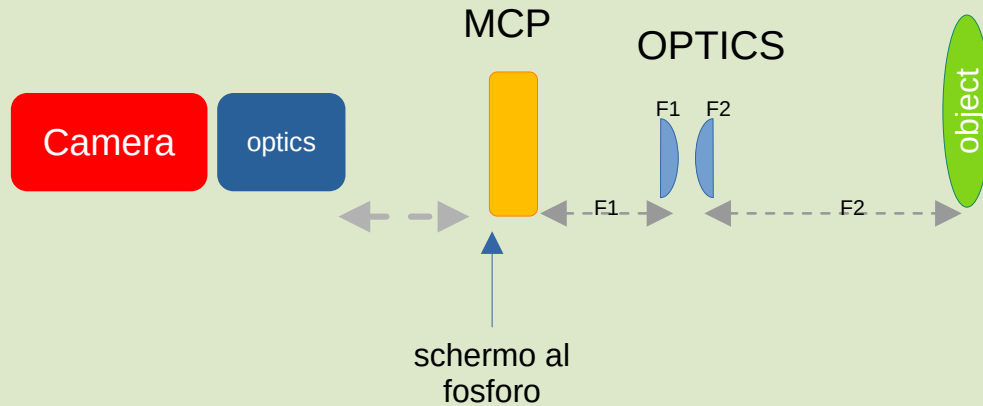 MCP
OPTICS
F1 F2
Camera
optics
object
F1
F2
schermo al
fosforo